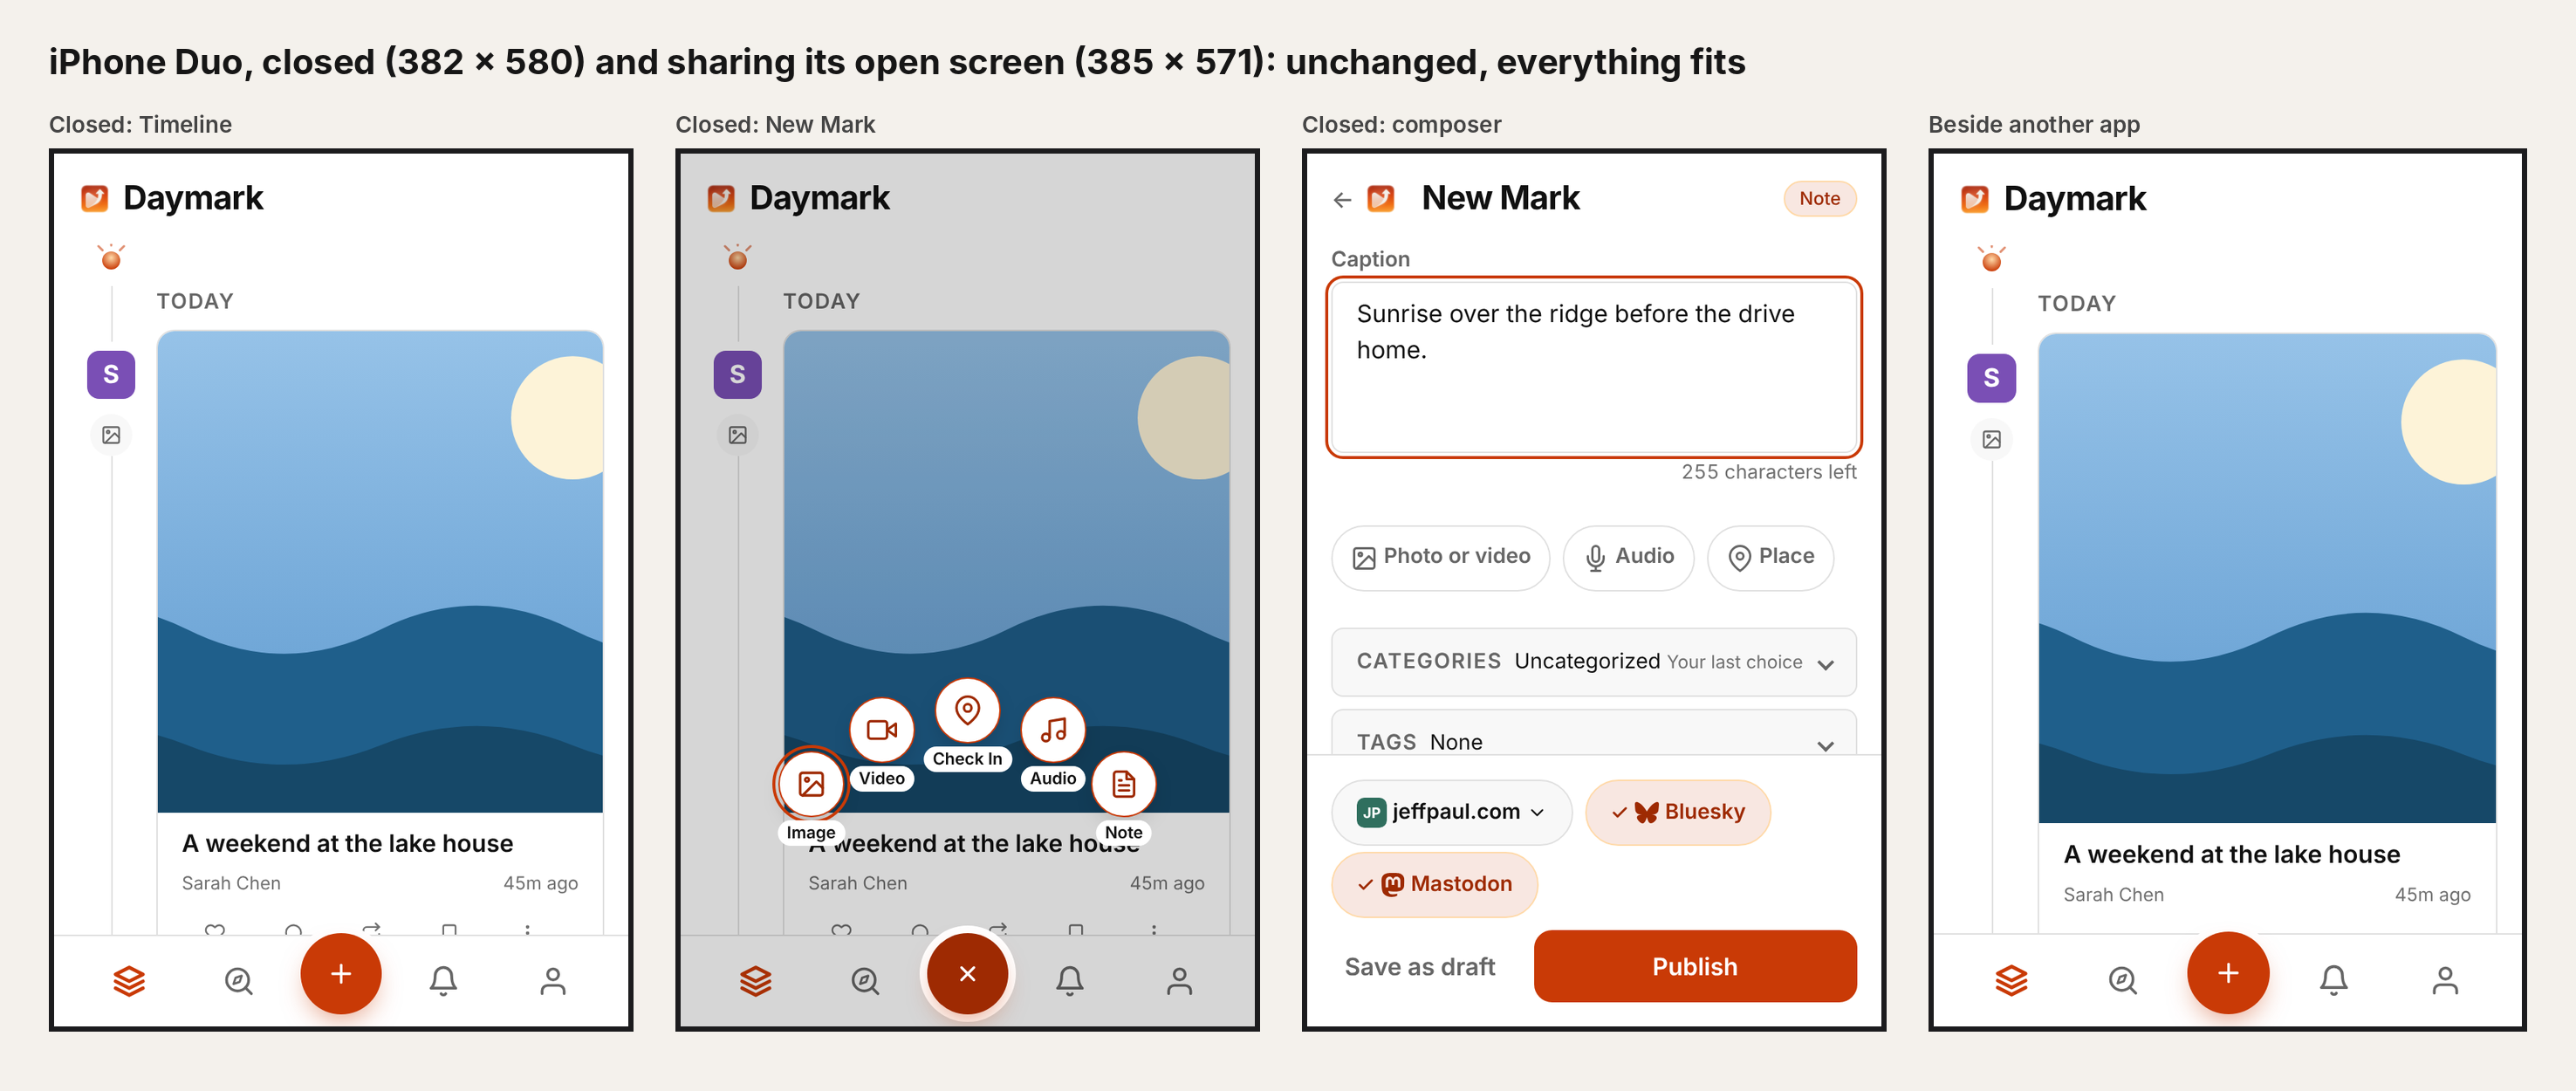 iPhone Duo, closed (382 × 580) and sharing its open screen (385 × 571): unchanged, everything fits
Closed: Timeline
Daymark
TODAY
S
A weekend at the lake house
Sarah Chen 45m ago
Closed: New Mark
Daymark
TODAY
S
Check In
Video
Audio
Image
Note
A weekend at the lake house
Sarah Chen 45m ago
Closed: composer
New Mark
Note
Caption
Sunrise over the ridge before the drive
home.
255 characters left
Photo or video Audio Place
CATEGORIES Uncategorized Your last choice
TAGS None
JP jeffpaul.com Bluesky
Mastodon
Save as draft Publish
Beside another app
Daymark
TODAY
S
A weekend at the lake house
Sarah Chen 45m ago